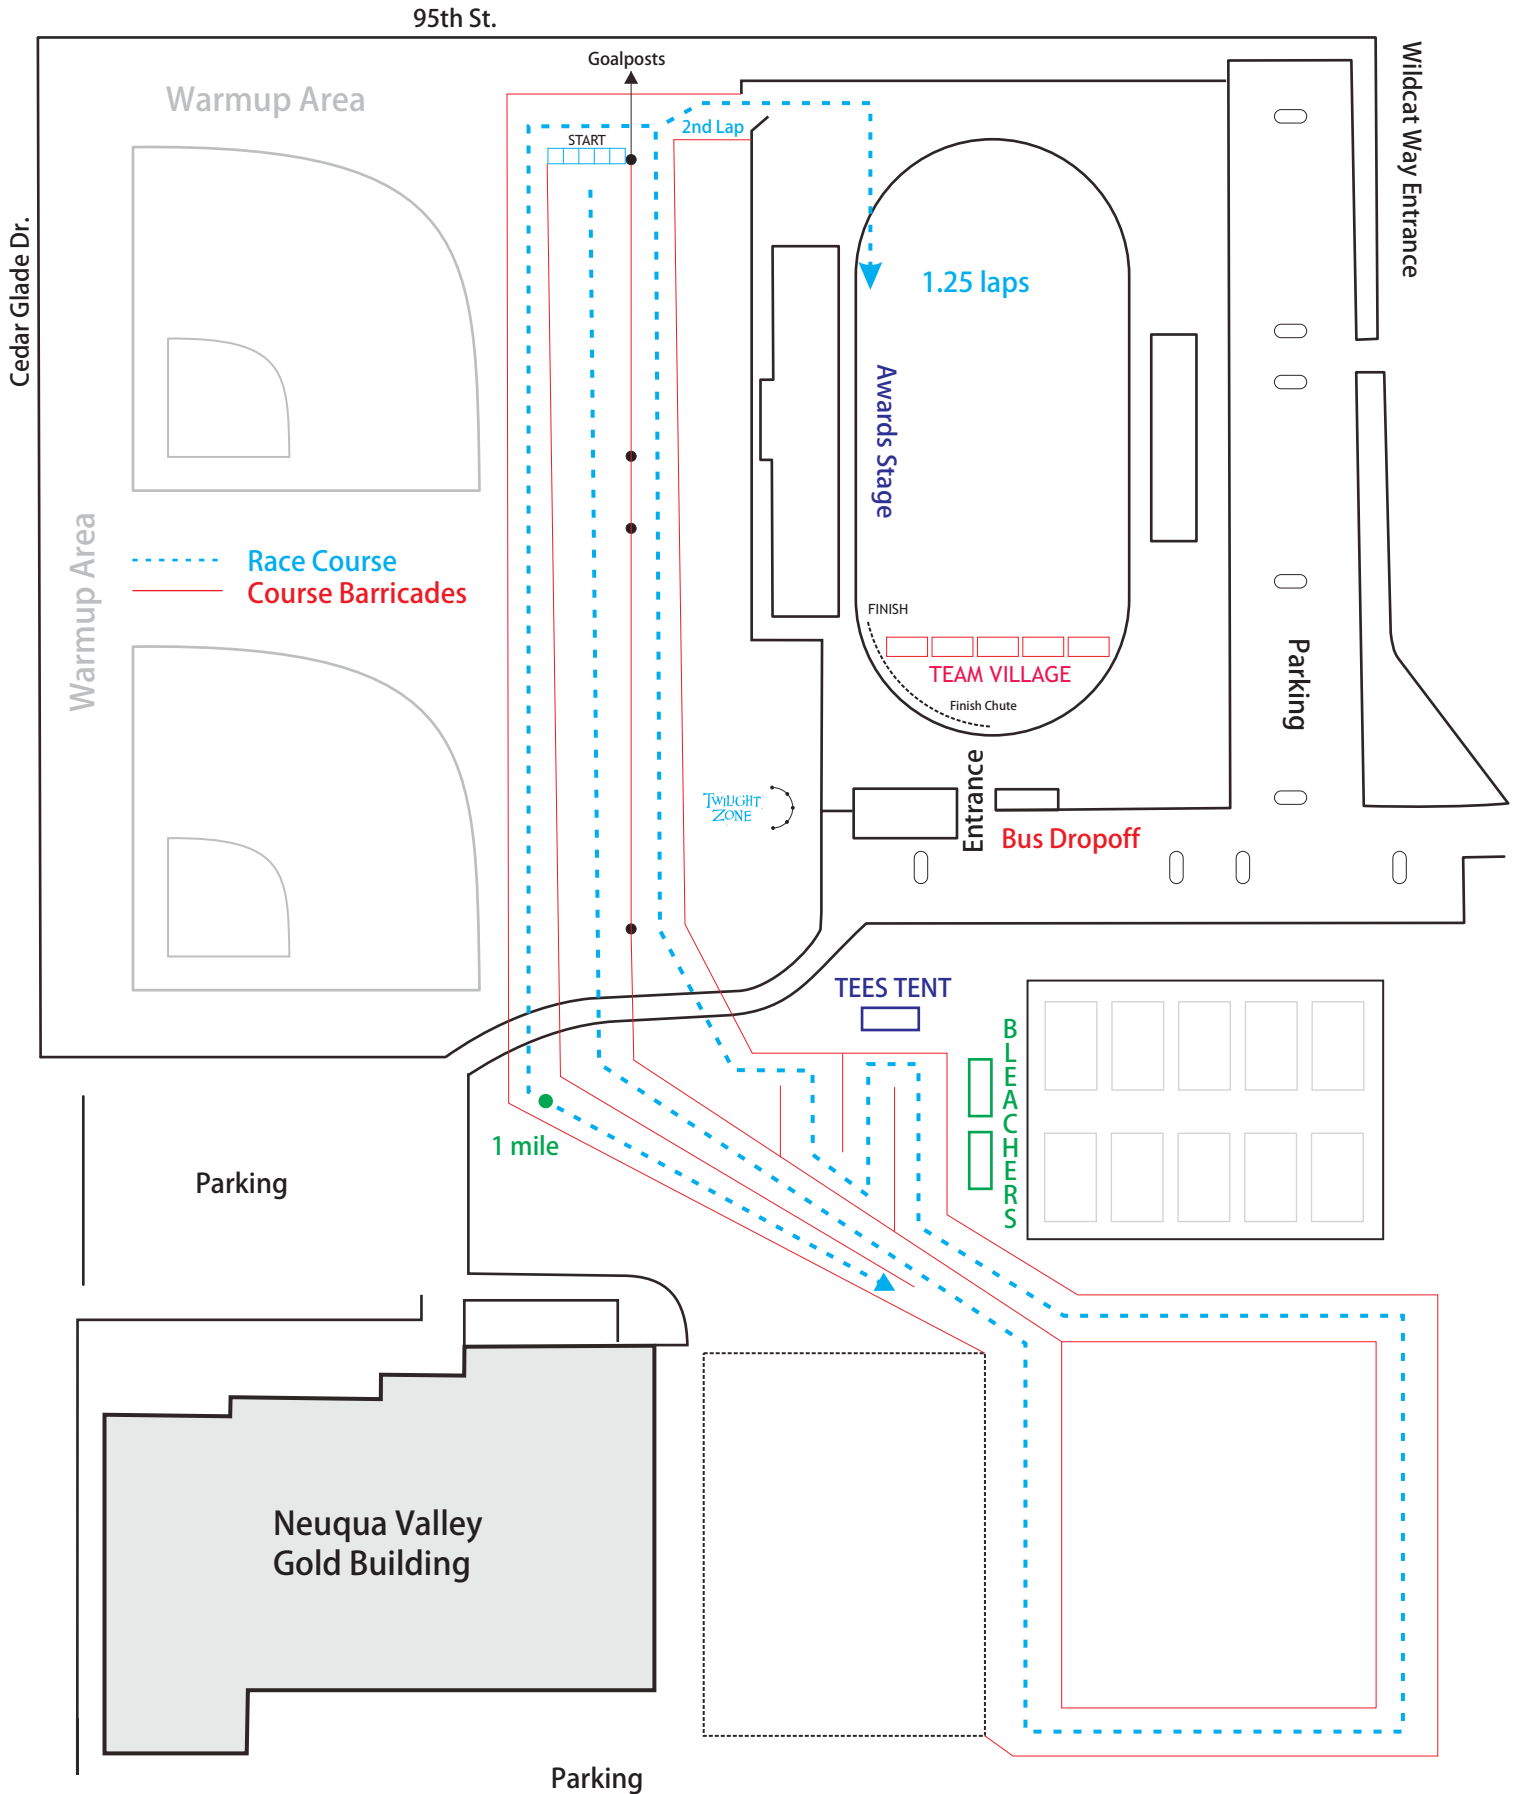 95th St.
Goalposts
Wildcat Way Entrance
Warmup Area
START
2nd Lap
Cedar Glade Dr.
1.25 laps
Awards Stage
Warmup Area
Race Course
Course Barricades
FINISH
TEAM VILLAGE
Finish Chute
Parking
Entrance
TWILIGHT
ZONE
Bus Dropoff
TEES TENT
BLEACHERS
1 mile
Parking
Neuqua Valley
Gold Building
Parking